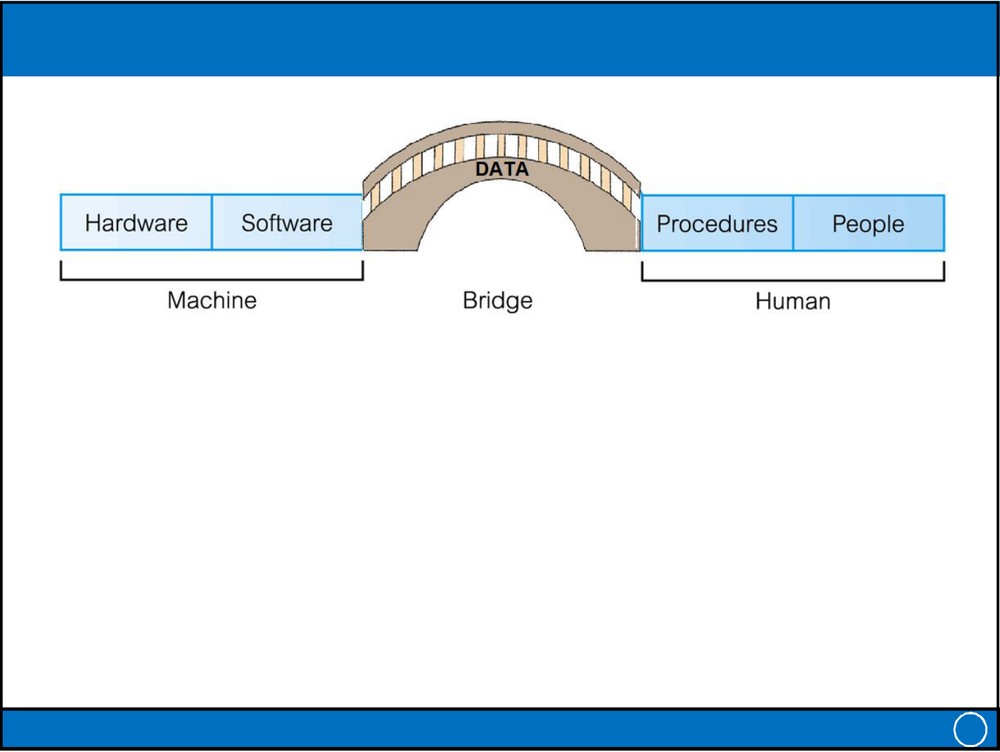 DATA
Hardware Software Procedures People
Machine Bridge Human